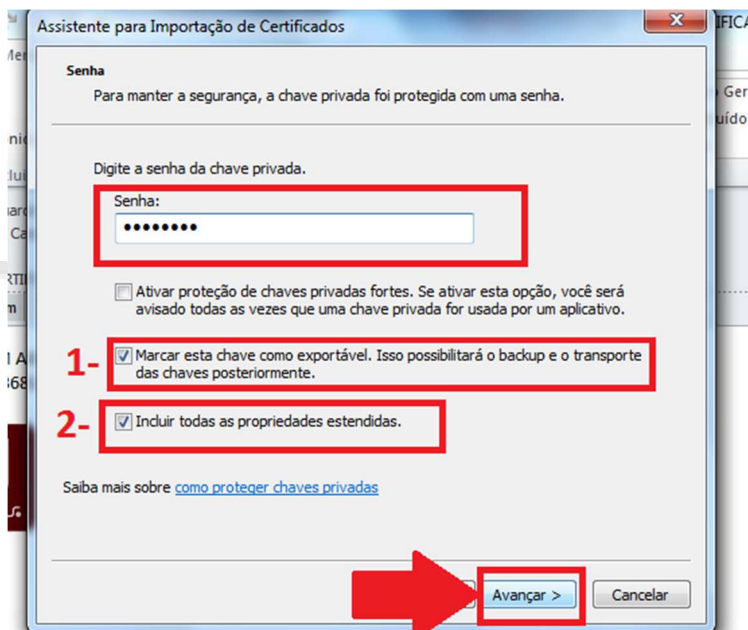 Assistente para Importação de Certificados
Senha
Para manter a segurança, a chave privada foi protegida com uma senha.
Digite a senha da chave privada.
Senha:
••••••••
Ativar proteção de chaves privadas fortes. Se ativar esta opção, você será
avisado todas as vezes que uma chave privada for usada por um aplicativo.
1- Marcar esta chave como exportável. Isso possibilitará o backup e o transporte
das chaves posteriormente.
2- Incluir todas as propriedades estendidas.
Saiba mais sobre como proteger chaves privadas
Avançar > Cancelar